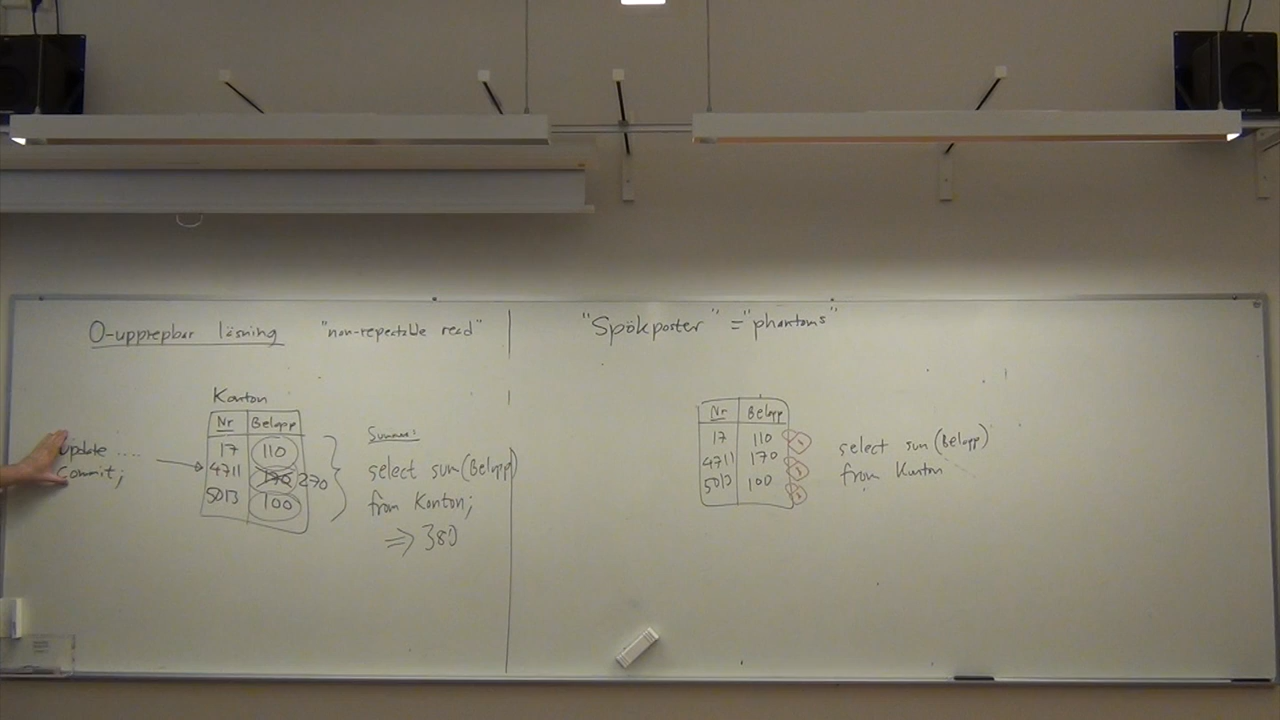 O-upprepbar läsning "non-repeatable read"
Konton
Nr Belopp
17 110
4711 170 270
5013 100
update ....
Commit;
Summa:
select sum(Belopp)
from Konton;
⇒ 380
"Spökposter" = "phantoms"
Nr Belopp
17 110
4711 170
5013 100
select sum(Belopp)
from Konton